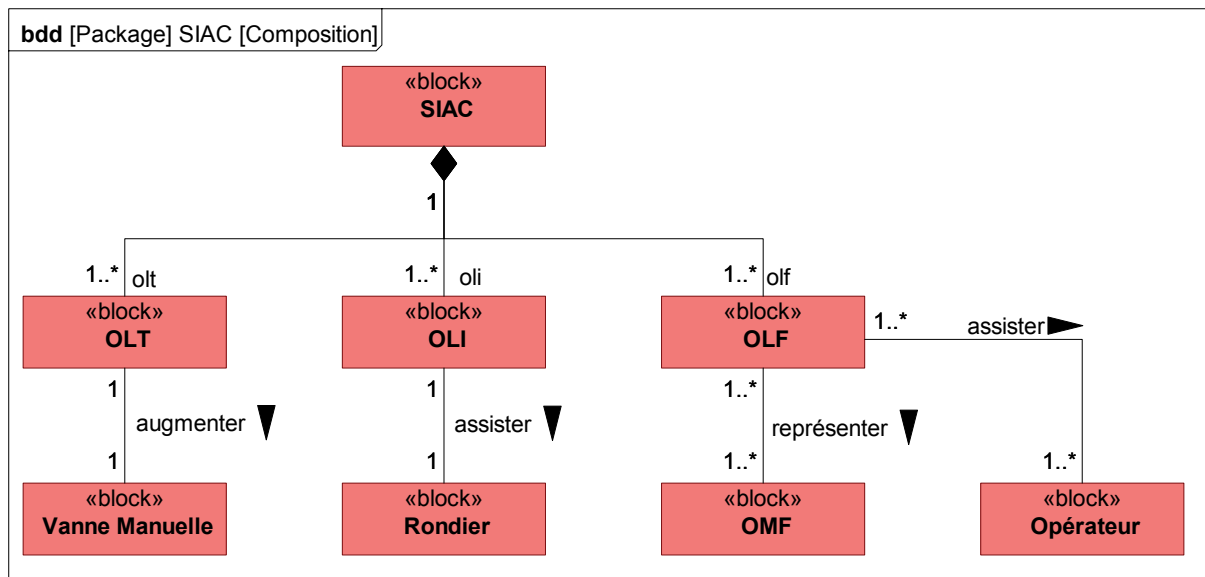 bdd [Package] SIAC [Composition]
«block»
SIAC
1
1..* olt
1..* oli
1..* olf
«block»
OLT
«block»
OLI
«block»
OLF
1..* assister
1
1
1..*
augmenter
assister
représenter
1
1
1..*
1..*
«block»
Vanne Manuelle
«block»
Rondier
«block»
OMF
«block»
Opérateur